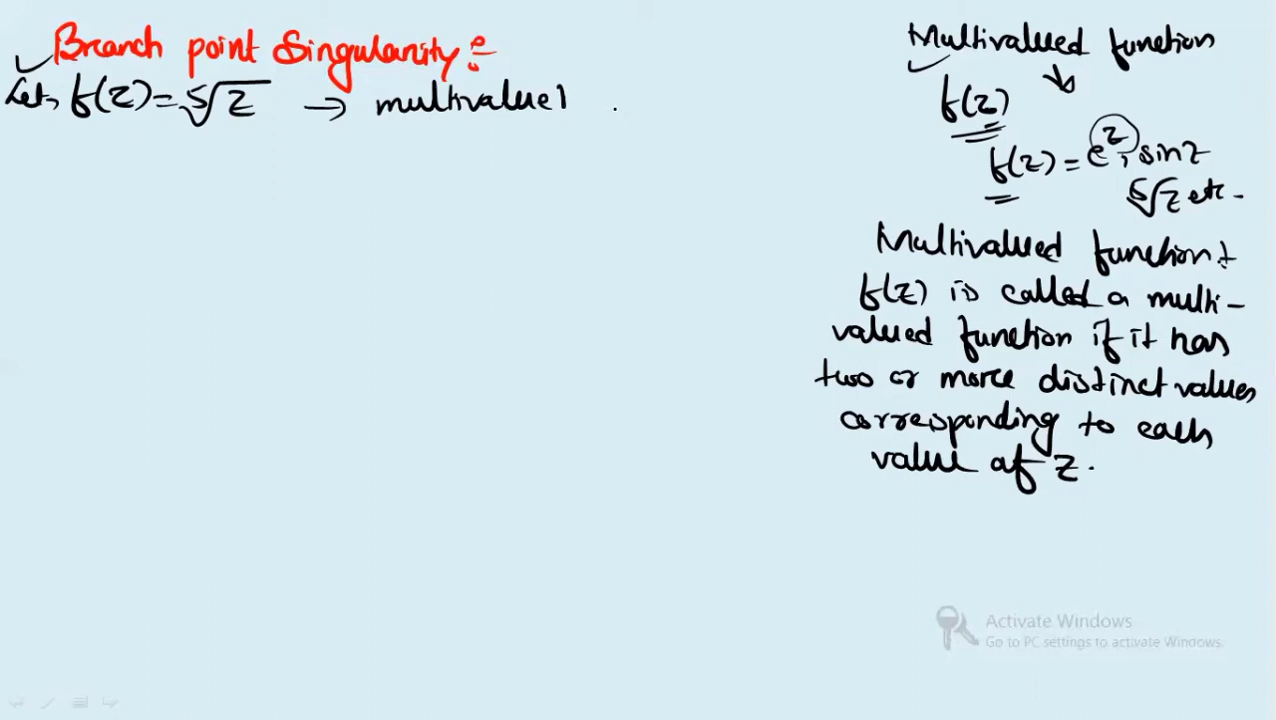 Branch point Singularity:
Let, f(z) = ⁵√z → multivalue
Multivalued function
↓
f(z)
f(z) = e^z, sinz
⁵√z etc.
Multivalued function:
f(z) is called a multi-
valued function if it has
two or more distinct values
corresponding to each
value of z.
Activate Windows
Go to PC settings to activate Windows.